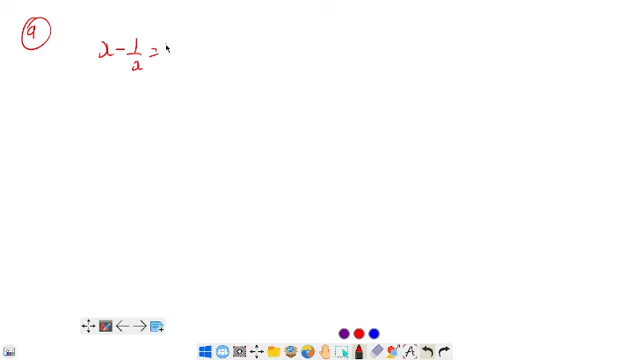 9
x - 1/x =